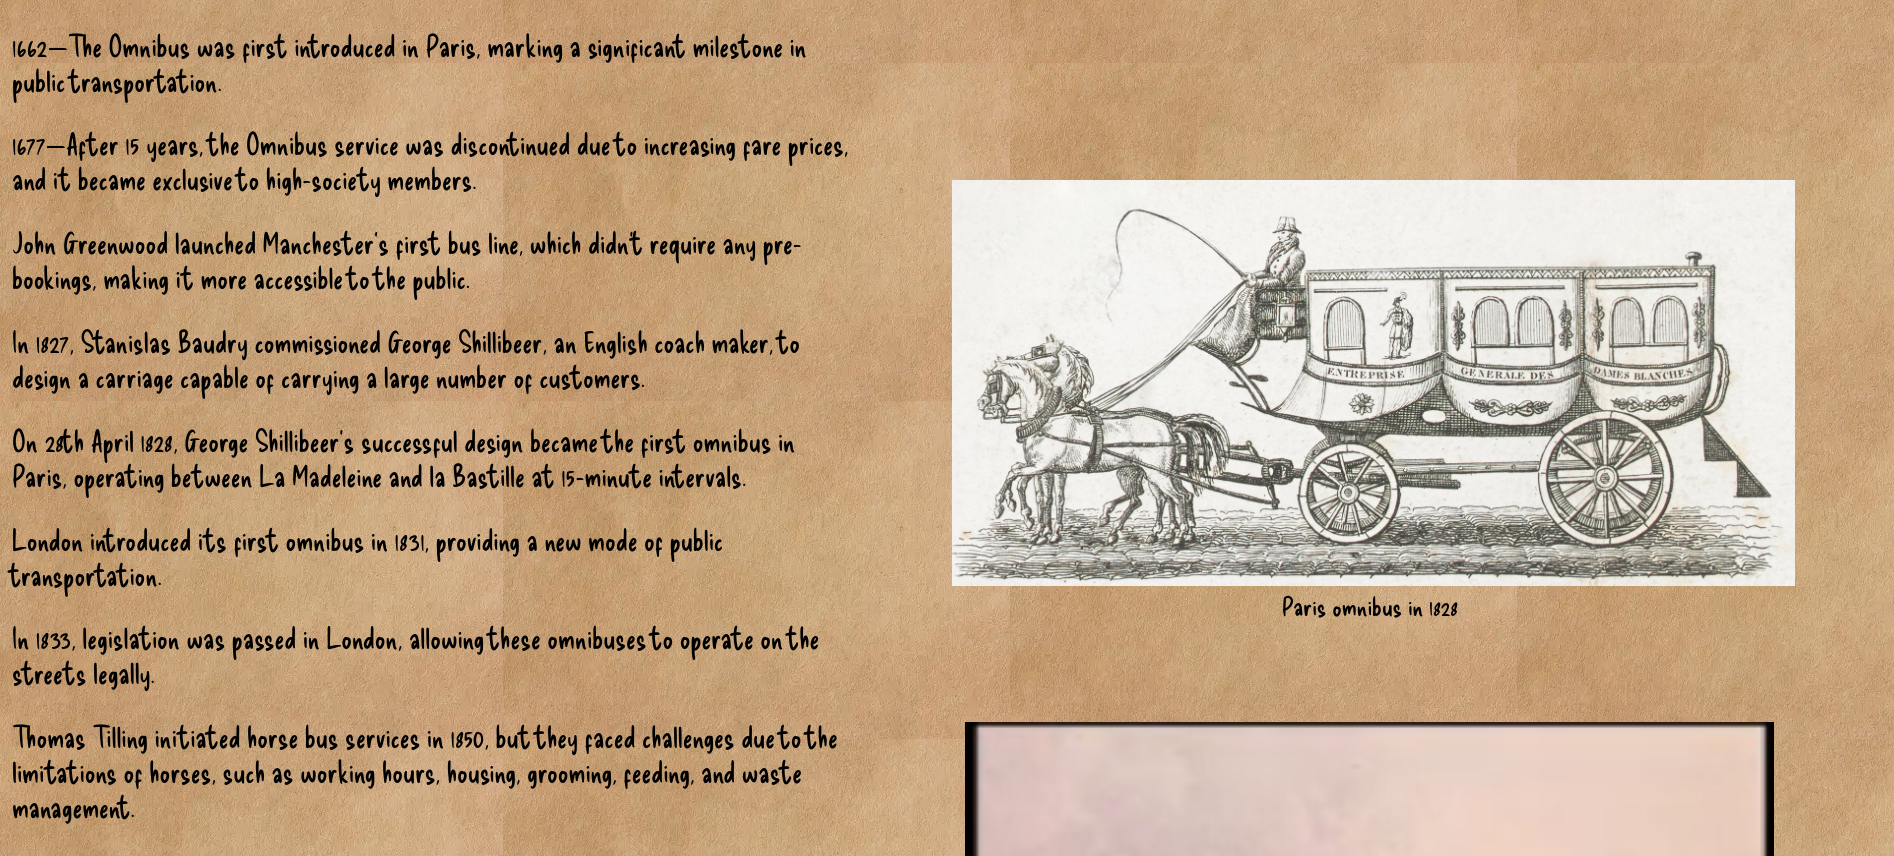 1662—The Omnibus was first introduced in Paris, marking a significant milestone in
public transportation.
1677—After 15 years, the Omnibus service was discontinued due to increasing fare prices,
and it became exclusive to high-society members.
John Greenwood launched Manchester's first bus line, which didn't require any pre-
bookings, making it more accessible to the public.
In 1827, Stanislas Baudry commissioned George Shillibeer, an English coach maker, to
design a carriage capable of carrying a large number of customers.
On 28th April 1828, George Shillibeer's successful design became the first omnibus in
Paris, operating between La Madeleine and la Bastille at 15-minute intervals.
London introduced its first omnibus in 1831, providing a new mode of public
transportation.
In 1833, legislation was passed in London, allowing these omnibuses to operate on the
streets legally.
Thomas Tilling initiated horse bus services in 1850, but they faced challenges due to the
limitations of horses, such as working hours, housing, grooming, feeding, and waste
management.
ENTREPRISE GENERALE DES DAMES BLANCHES
Paris omnibus in 1828